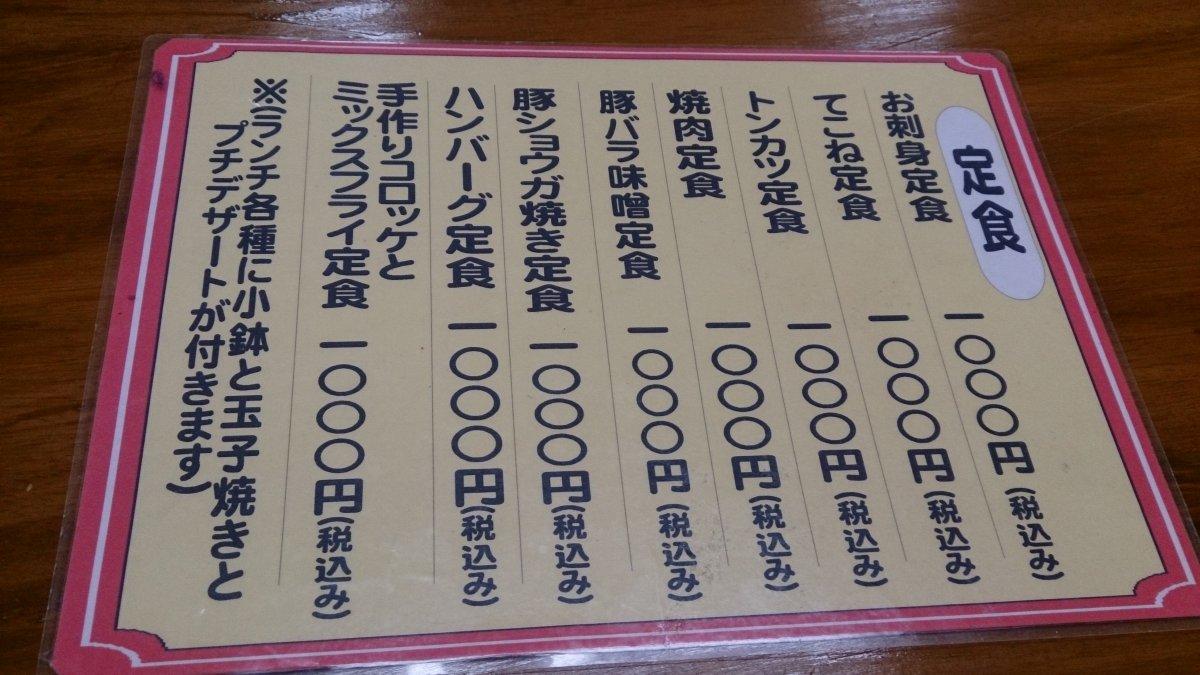 定食
お刺身定食 一〇〇〇円(税込み)
てこね定食 一〇〇〇円(税込み)
トンカツ定食 一〇〇〇円(税込み)
焼肉定食 一〇〇〇円(税込み)
豚バラ味噌定食 一〇〇〇円(税込み)
豚ショウガ焼き定食 一〇〇〇円(税込み)
ハンバーグ定食 一〇〇〇円(税込み)
手作りコロッケと
ミックスフライ定食 一〇〇〇円(税込み)
※ランチ各種に小鉢と玉子焼きと
プチデザートが付きます)